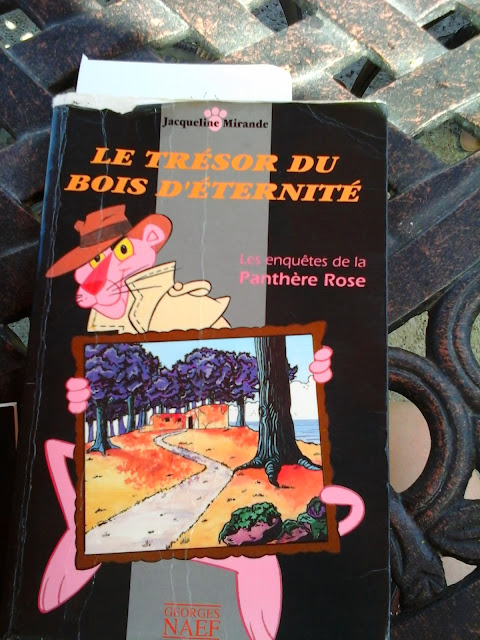 Jacqueline Mirande
LE TRÉSOR DU
BOIS D'ÉTERNITÉ
Les enquêtes de la
Panthère Rose
GEORGES
NAEF